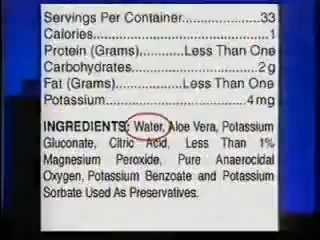 Servings Per Container..................33
Calories.............................................1
Protein (Grams)............Less Than One
Carbohydrates................................2g
Fat (Grams)..................Less Than One
Potassium......................................4mg
INGREDIENTS: Water, Aloe Vera, Potassium
Gluconate, Citric Acid, Less Than 1%
Magnesium Peroxide, Pure Anaerocidal
Oxygen, Potassium Benzoate and Potassium
Sorbate Used As Preservatives.